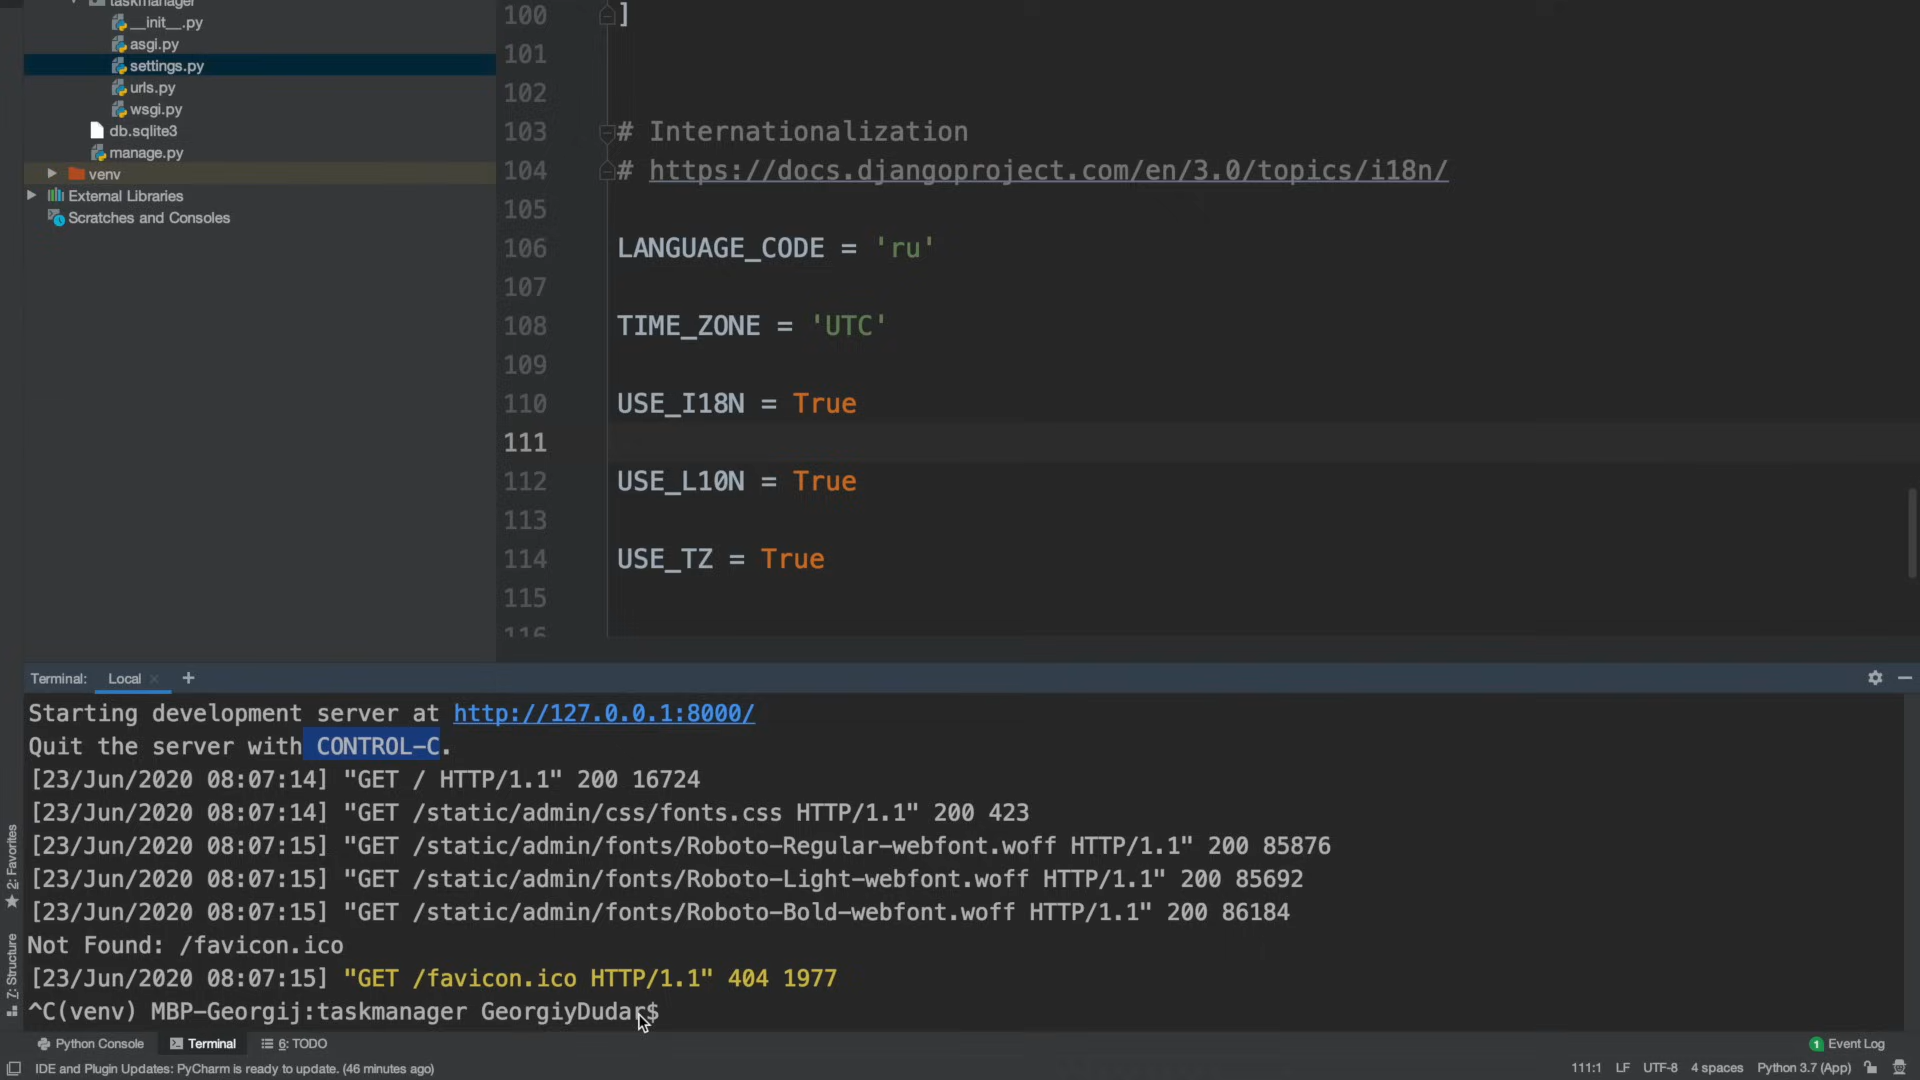 taskmanager
__init__.py
asgi.py
settings.py
urls.py
wsgi.py
db.sqlite3
manage.py
venv
External Libraries
Scratches and Consoles
100 ]
101
102
103 # Internationalization
104 # https://docs.djangoproject.com/en/3.0/topics/i18n/
105
106 LANGUAGE_CODE = 'ru'
107
108 TIME_ZONE = 'UTC'
109
110 USE_I18N = True
111
112 USE_L10N = True
113
114 USE_TZ = True
115
116
Terminal: Local × +
Starting development server at http://127.0.0.1:8000/
Quit the server with CONTROL-C.
[23/Jun/2020 08:07:14] "GET / HTTP/1.1" 200 16724
[23/Jun/2020 08:07:14] "GET /static/admin/css/fonts.css HTTP/1.1" 200 423
[23/Jun/2020 08:07:15] "GET /static/admin/fonts/Roboto-Regular-webfont.woff HTTP/1.1" 200 85876
[23/Jun/2020 08:07:15] "GET /static/admin/fonts/Roboto-Light-webfont.woff HTTP/1.1" 200 85692
[23/Jun/2020 08:07:15] "GET /static/admin/fonts/Roboto-Bold-webfont.woff HTTP/1.1" 200 86184
Not Found: /favicon.ico
[23/Jun/2020 08:07:15] "GET /favicon.ico HTTP/1.1" 404 1977
^C(venv) MBP-Georgij:taskmanager GeorgiyDudar$
2: Favorites
Z: Structure
Python Console Terminal 6: TODO 1 Event Log
IDE and Plugin Updates: PyCharm is ready to update. (46 minutes ago) 111:1 LF UTF-8 4 spaces Python 3.7 (App)